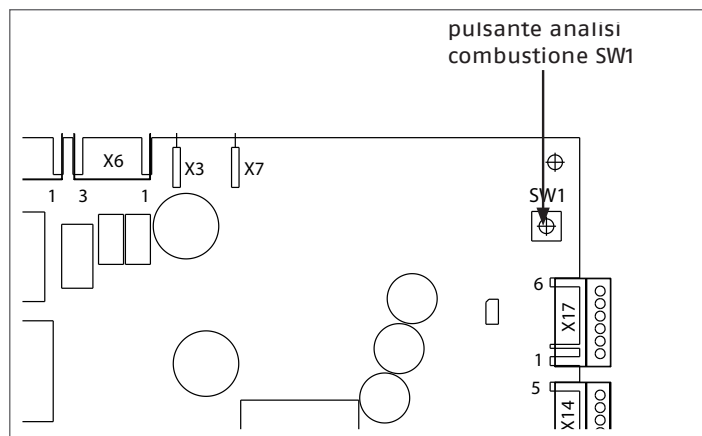 pulsante analisi
combustione SW1
X6
X3
X7
1
3
1
SW1
6
X17
1
5
X14